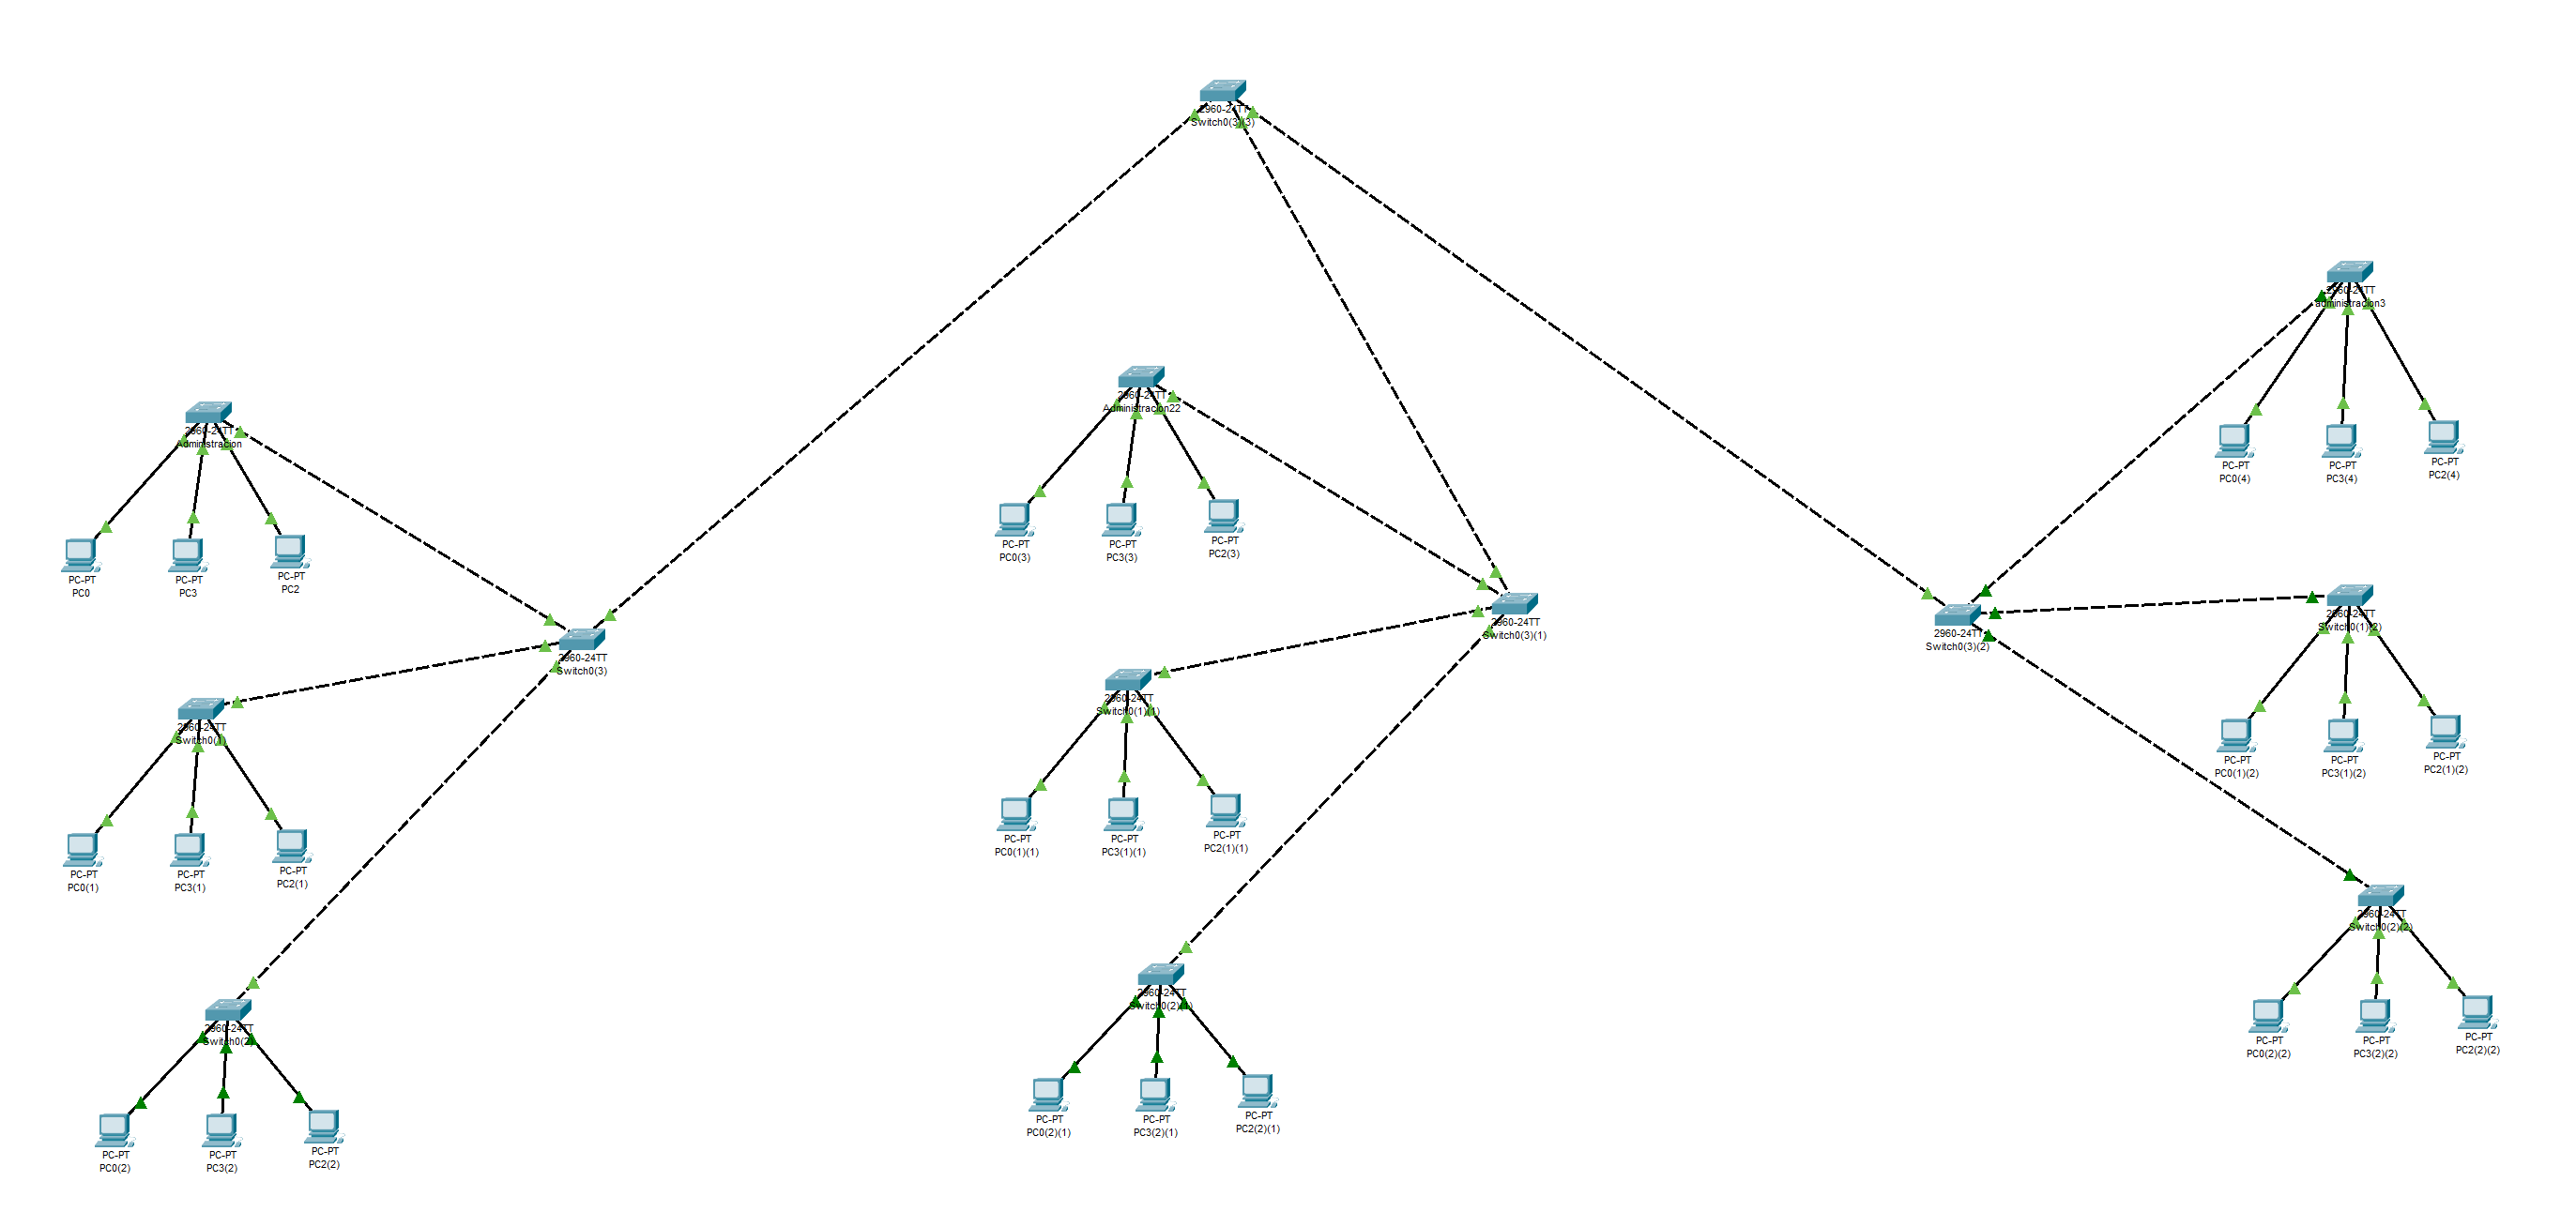 2960-24TT
Switch0(3)(3)
2960-24TT
administracion3
2960-24TT
Administracion22
2960-24TT
Administracion
PC-PT
PC0(4)
PC-PT
PC3(4)
PC-PT
PC2(4)
PC-PT
PC0(3)
PC-PT
PC3(3)
PC-PT
PC2(3)
PC-PT
PC0
PC-PT
PC3
PC-PT
PC2
2960-24TT
Switch0(3)
2960-24TT
Switch0(3)(1)
2960-24TT
Switch0(3)(2)
2960-24TT
Switch0(1)(2)
2960-24TT
Switch0(1)
2960-24TT
Switch0(1)(1)
PC-PT
PC0(1)(2)
PC-PT
PC3(1)(2)
PC-PT
PC2(1)(2)
PC-PT
PC0(1)
PC-PT
PC3(1)
PC-PT
PC2(1)
PC-PT
PC0(1)(1)
PC-PT
PC3(1)(1)
PC-PT
PC2(1)(1)
2960-24TT
Switch0(2)(2)
2960-24TT
Switch0(2)
2960-24TT
Switch0(2)(1)
PC-PT
PC0(2)(2)
PC-PT
PC3(2)(2)
PC-PT
PC2(2)(2)
PC-PT
PC0(2)
PC-PT
PC3(2)
PC-PT
PC2(2)
PC-PT
PC0(2)(1)
PC-PT
PC3(2)(1)
PC-PT
PC2(2)(1)